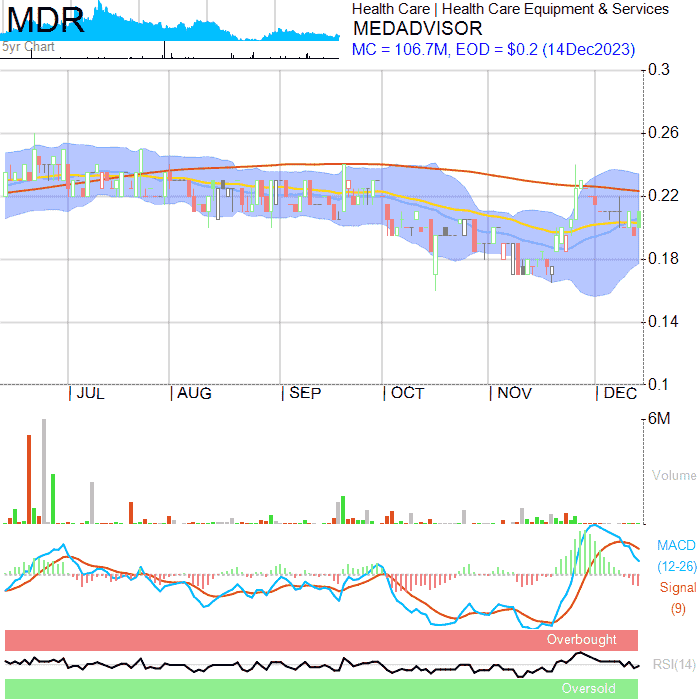 MDR
5yr Chart
Health Care | Health Care Equipment & Services
MEDADVISOR
MC = 106.7M, EOD = $0.2 (14Dec2023)
0.3
0.26
0.22
0.18
0.14
0.1
JUL
AUG
SEP
OCT
NOV
DEC
6M
Volume
MACD
(12-26)
Signal
(9)
Overbought
RSI(14)
Oversold